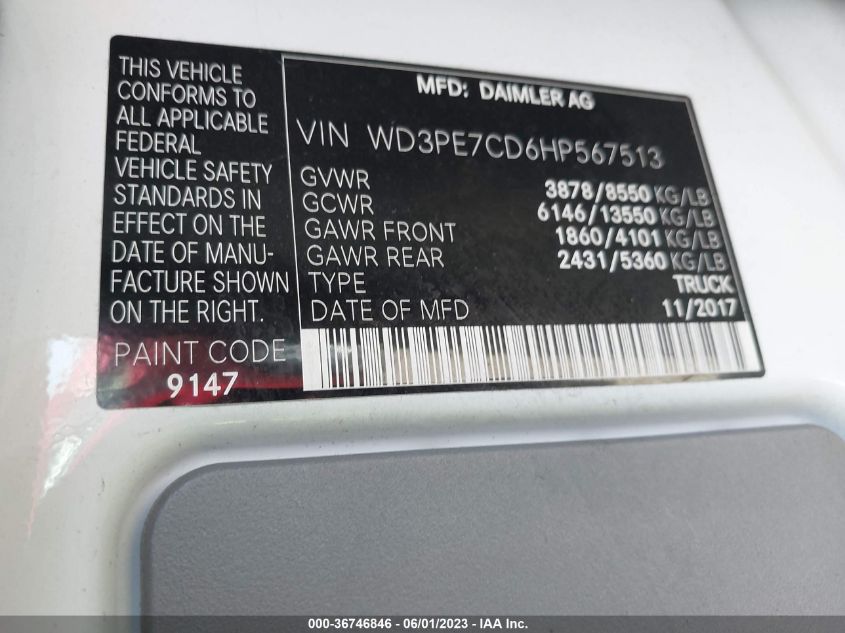 THIS VEHICLE
CONFORMS TO
ALL APPLICABLE
FEDERAL
VEHICLE SAFETY
STANDARDS IN
EFFECT ON THE
DATE OF MANU-
FACTURE SHOWN
ON THE RIGHT.
PAINT CODE
9147
MFD: DAIMLER AG
VIN WD3PE7CD6HP567513
GVWR 3878/8550 KG/LB
GCWR 6146/13550 KG/LB
GAWR FRONT 1860/4101 KG/LB
GAWR REAR 2431/5360 KG/LB
TYPE TRUCK
DATE OF MFD 11/2017
000-36746846 - 06/01/2023 - IAA Inc.